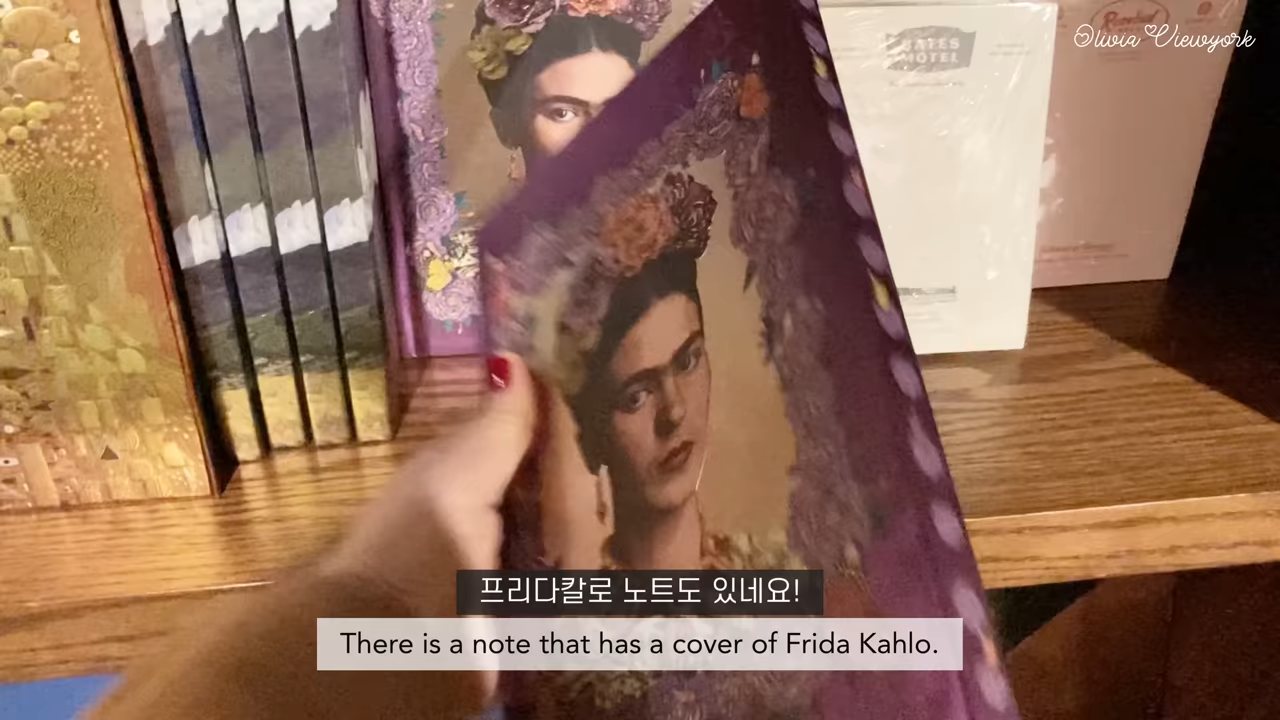 Olivia Viewyork
BATES
MOTEL
프리다칼로 노트도 있네요!
There is a note that has a cover of Frida Kahlo.